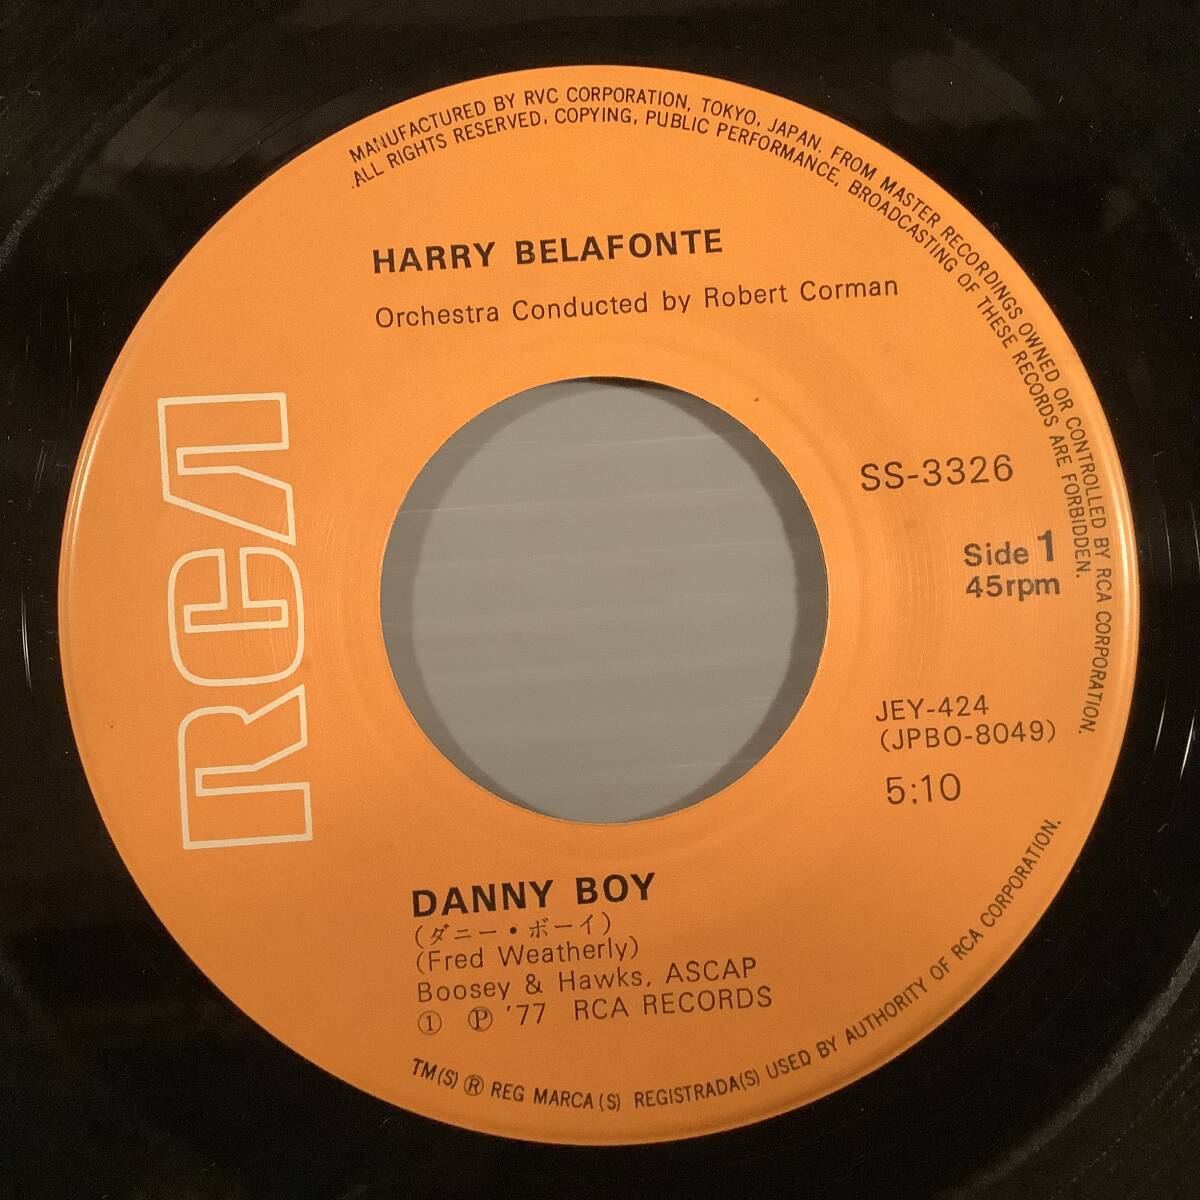 MANUFACTURED BY RVC CORPORATION, TOKYO, JAPAN. FROM MASTER RECORDINGS OWNED OR CONTROLLED BY RCA CORPORATION.
ALL RIGHTS RESERVED, COPYING, PUBLIC PERFORMANCE, BROADCASTING OF THESE RECORDS ARE FORBIDDEN.
HARRY BELAFONTE
Orchestra Conducted by Robert Corman
RCA
SS-3326
Side 1
45rpm
JEY-424
(JPBO-8049)
5:10
DANNY BOY
(ダニー・ボーイ)
(Fred Weatherly)
Boosey & Hawks, ASCAP
① ℗ '77 RCA RECORDS
TM(S) ® REG MARCA(S) REGISTRADA(S) USED BY AUTHORITY OF RCA CORPORATION.